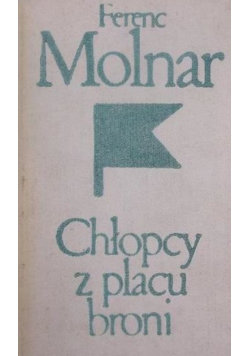 Ferenc
Molnar
Chłopcy
z placu
broni